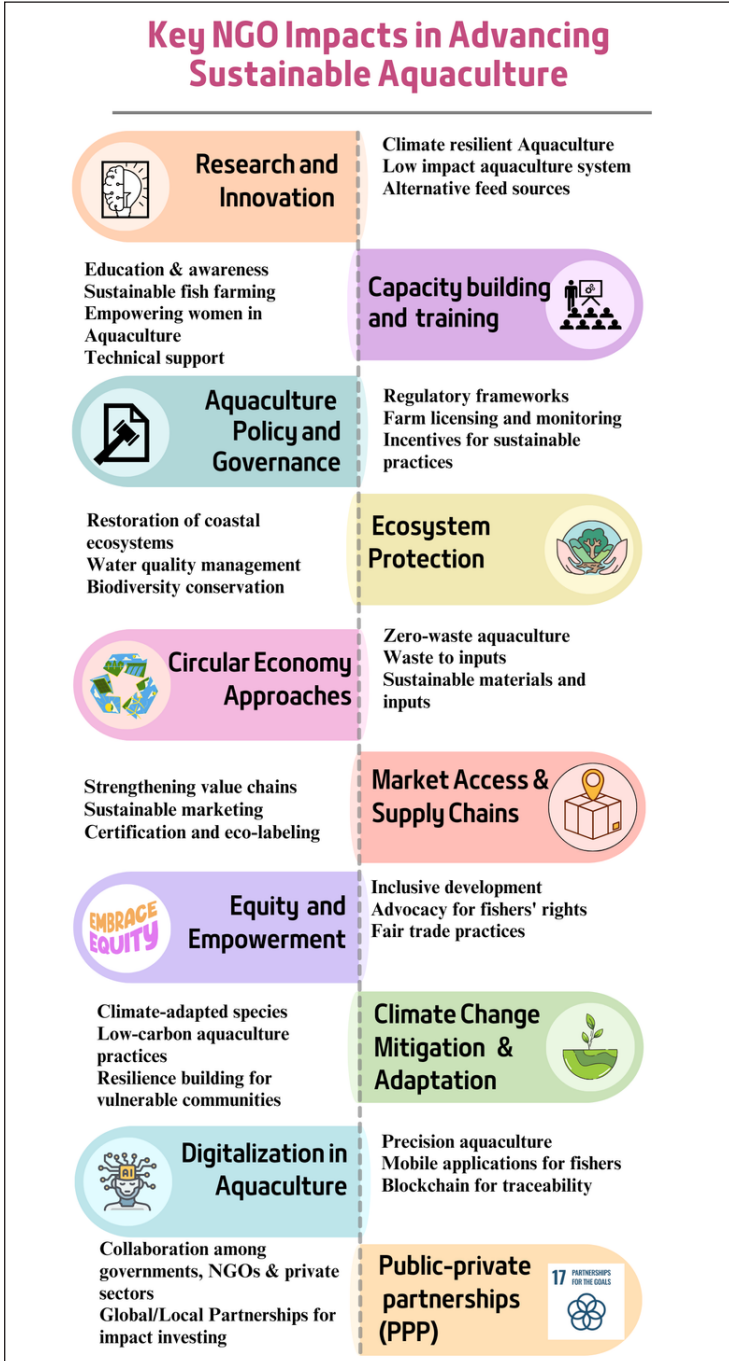 Key NGO Impacts in Advancing
Sustainable Aquaculture
Research and
Innovation
Climate resilient Aquaculture
Low impact aquaculture system
Alternative feed sources
Capacity building
and training
Education & awareness
Sustainable fish farming
Empowering women in
Aquaculture
Technical support
Aquaculture
Policy and
Governance
Regulatory frameworks
Farm licensing and monitoring
Incentives for sustainable
practices
Ecosystem
Protection
Restoration of coastal
ecosystems
Water quality management
Biodiversity conservation
Circular Economy
Approaches
Zero-waste aquaculture
Waste to inputs
Sustainable materials and
inputs
Market Access &
Supply Chains
Strengthening value chains
Sustainable marketing
Certification and eco-labeling
EMBRACE
EQUITY
Equity and
Empowerment
Inclusive development
Advocacy for fishers' rights
Fair trade practices
Climate Change
Mitigation &
Adaptation
Climate-adapted species
Low-carbon aquaculture
practices
Resilience building for
vulnerable communities
AI
Digitalization in
Aquaculture
Precision aquaculture
Mobile applications for fishers
Blockchain for traceability
Public-private
partnerships
(PPP)
17 PARTNERSHIPS
FOR THE GOALS
Collaboration among
governments, NGOs & private
sectors
Global/Local Partnerships for
impact investing